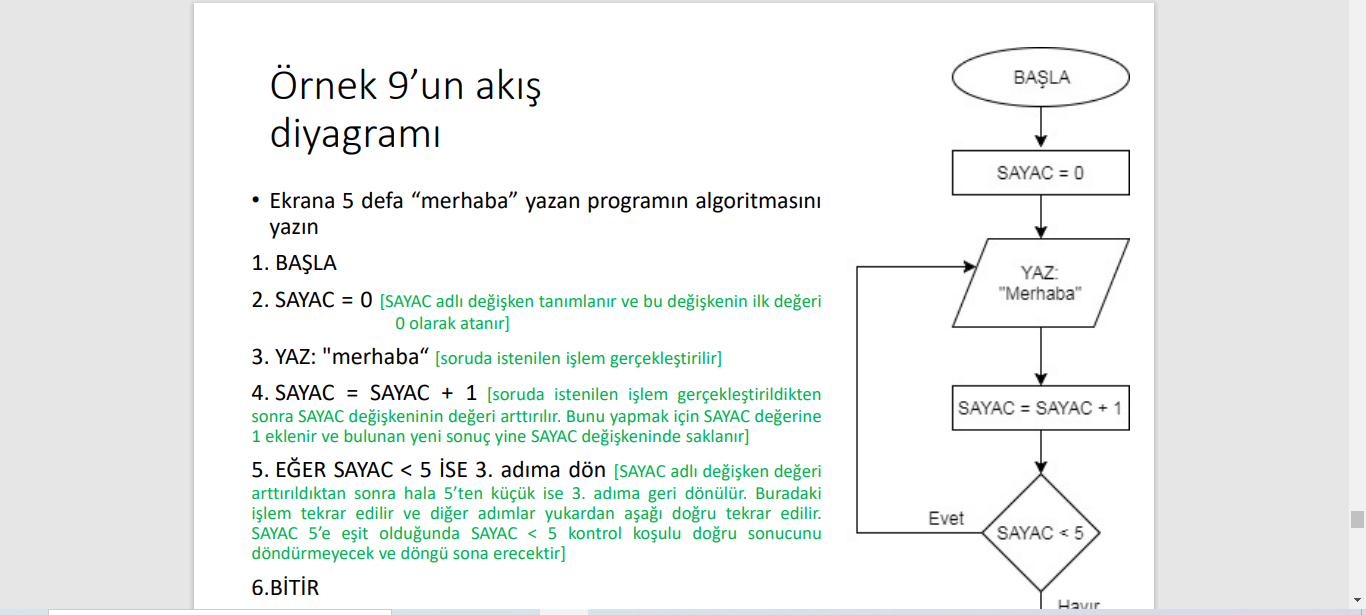 Örnek 9’un akış
diyagramı
• Ekrana 5 defa “merhaba” yazan programın algoritmasını
yazın
1. BAŞLA
2. SAYAC = 0 [SAYAC adlı değişken tanımlanır ve bu değişkenin ilk değeri
0 olarak atanır]
3. YAZ: "merhaba“ [soruda istenilen işlem gerçekleştirilir]
4. SAYAC = SAYAC + 1 [soruda istenilen işlem gerçekleştirildikten
sonra SAYAC değişkeninin değeri arttırılır. Bunu yapmak için SAYAC değerine
1 eklenir ve bulunan yeni sonuç yine SAYAC değişkeninde saklanır]
5. EĞER SAYAC < 5 İSE 3. adıma dön [SAYAC adlı değişken değeri
arttırıldıktan sonra hala 5’ten küçük ise 3. adıma geri dönülür. Buradaki
işlem tekrar edilir ve diğer adımlar yukardan aşağı doğru tekrar edilir.
SAYAC 5’e eşit olduğunda SAYAC < 5 kontrol koşulu doğru sonucunu
döndürmeyecek ve döngü sona erecektir]
6.BİTİR
BAŞLA
SAYAC = 0
YAZ:
"Merhaba"
SAYAC = SAYAC + 1
Evet
SAYAC < 5
Hayır